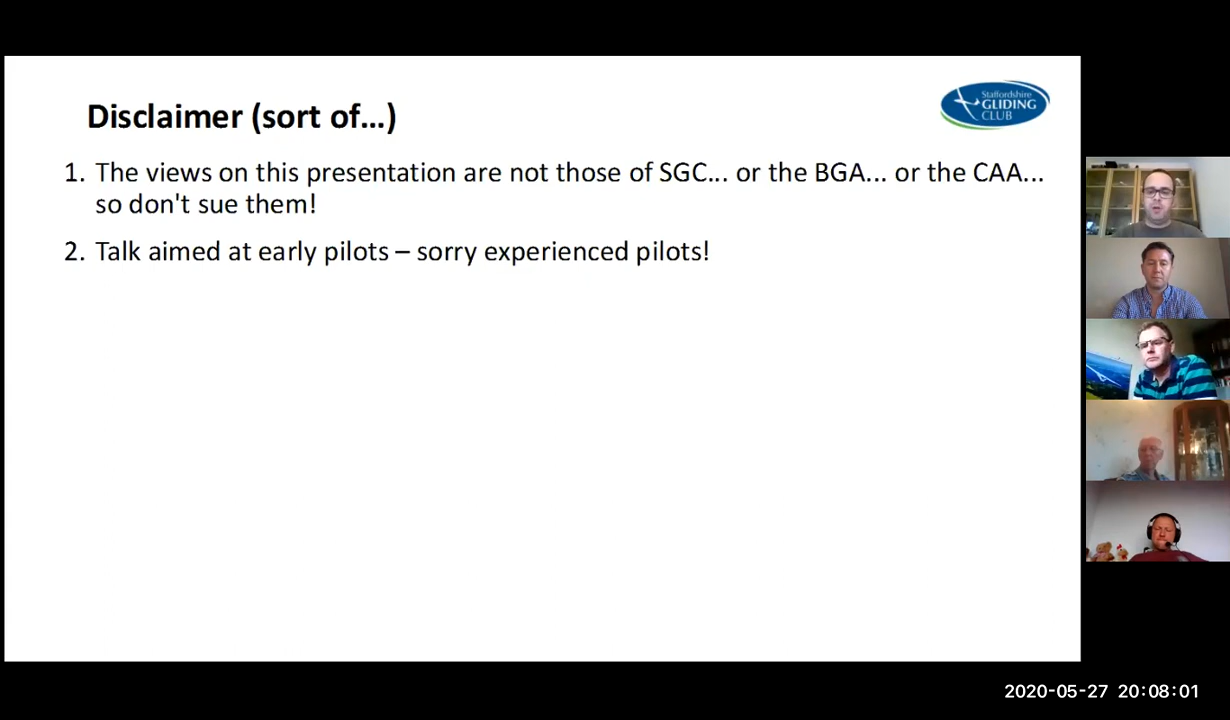 Disclaimer (sort of...)
Staffordshire
GLIDING
CLUB
1. The views on this presentation are not those of SGC... or the BGA... or the CAA...
so don't sue them!
2. Talk aimed at early pilots – sorry experienced pilots!
2020-05-27 20:08:01